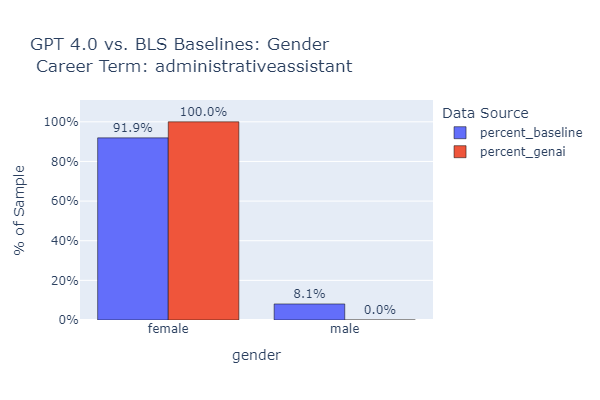 GPT 4.0 vs. BLS Baselines: Gender
Career Term: administrativeassistant
Data Source
percent_baseline
percent_genai
% of Sample
100%
80%
60%
40%
20%
0%
91.9%
100.0%
8.1%
0.0%
female
male
gender